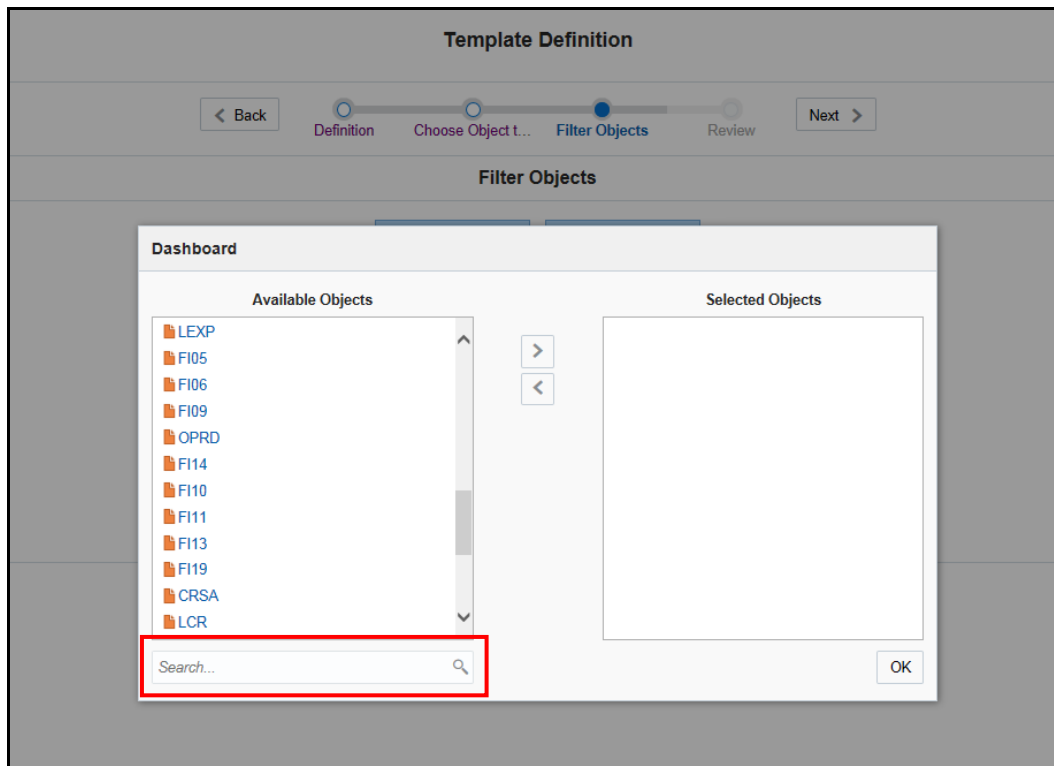 Template Definition
Back
Definition
Choose Object t...
Filter Objects
Review
Next
Filter Objects
Dashboard
Available Objects
Selected Objects
LEXP
FI05
FI06
FI09
OPRD
FI14
FI10
FI11
FI13
FI19
CRSA
LCR
Search...
OK